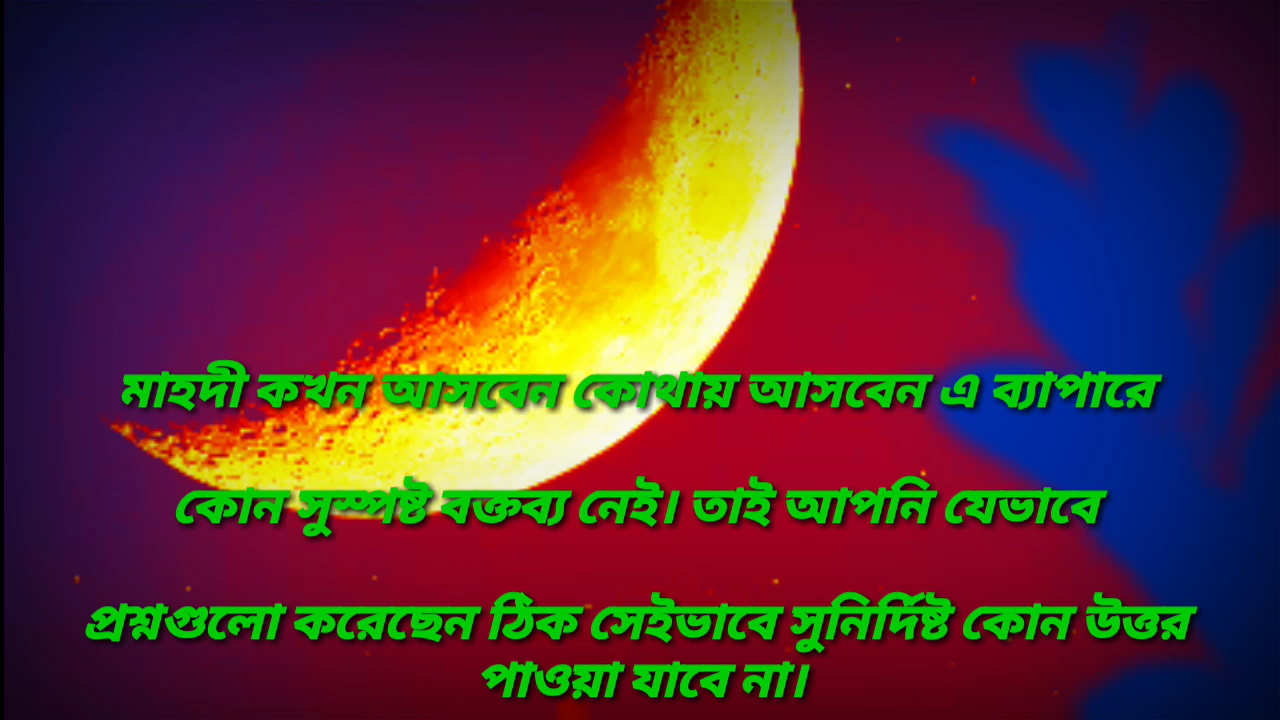 মাহদী কখন আসবেন কোথায় আসবেন এ ব্যাপারে
কোন সুস্পষ্ট বক্তব্য নেই। তাই আপনি যেভাবে
প্রশ্নগুলো করেছেন ঠিক সেইভাবে সুনির্দিষ্ট কোন উত্তর
পাওয়া যাবে না।